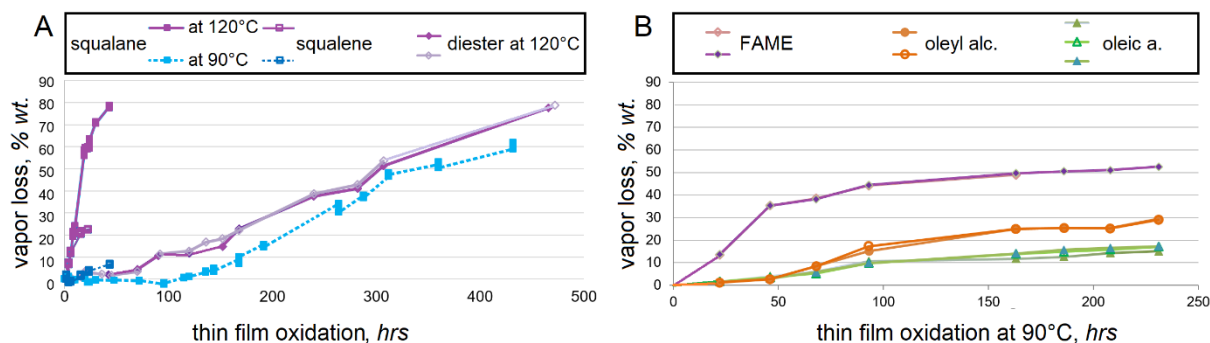 A
squalane
at 120°C
at 90°C
squalene
diester at 120°C
vapor loss, % wt.
90
80
70
60
50
40
30
20
10
0
0 100 200 300 400 500
thin film oxidation, hrs
B
FAME
oleyl alc.
oleic a.
vapor loss, % wt.
90
80
70
60
50
40
30
20
10
0
0 50 100 150 200 250
thin film oxidation at 90°C, hrs